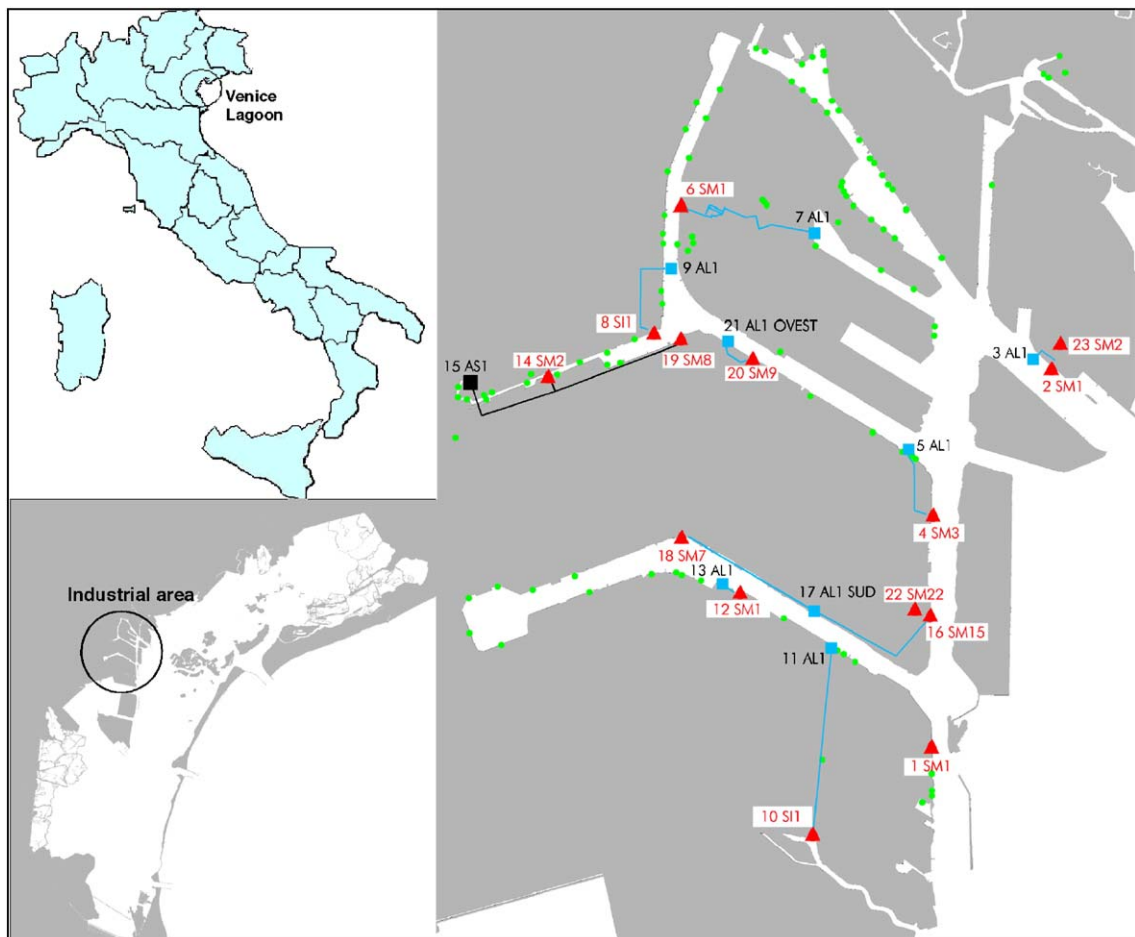 Venice
Lagoon
Industrial area
6 SM1
7 AL1
9 AL1
8 SI1
21 AL1 OVEST
23 SM2
3 AL1
14 SM2
19 SM8
15 AS1
20 SM9
2 SM1
5 AL1
4 SM3
18 SM7
13 AL1
17 AL1 SUD
22 SM22
12 SM1
16 SM15
11 AL1
1 SM1
10 SI1